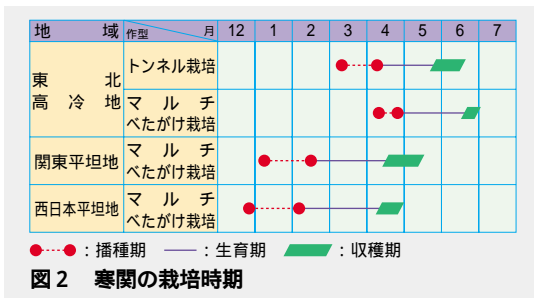 地 域 作型 月 12 1 2 3 4 5 6 7
東 北
高 冷 地
トンネル栽培
マ ル チ
べたがけ栽培
関東平坦地
マ ル チ
べたがけ栽培
西日本平坦地
マ ル チ
べたがけ栽培
：播種期 ：生育期 ：収穫期
図2 寒関の栽培時期